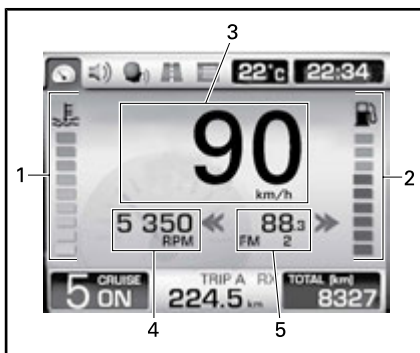 3
22°C 22:34
1
90
km/h
2
5 350
RPM
88.3
FM 2
5 CRUISE ON
TRIP A RX
224.5 km
TOTAL [km]
8327
4
5